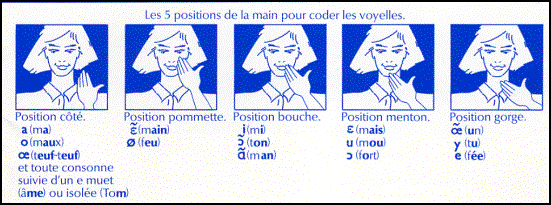 Les 5 positions de la main pour coder les voyelles.
Position côté.
a (ma)
o (maux)
œ (teuf-teuf)
et toute consonne
suivie d'un e muet
(âme) ou isolée (Tom)
Position pommette.
ɛ̃ (main)
ø (feu)
Position bouche.
i (mi)
ɔ̃ (ton)
ɑ̃ (man)
Position menton.
ɛ (mais)
u (mou)
ɔ (fort)
Position gorge.
œ̃ (un)
y (tu)
e (fée)